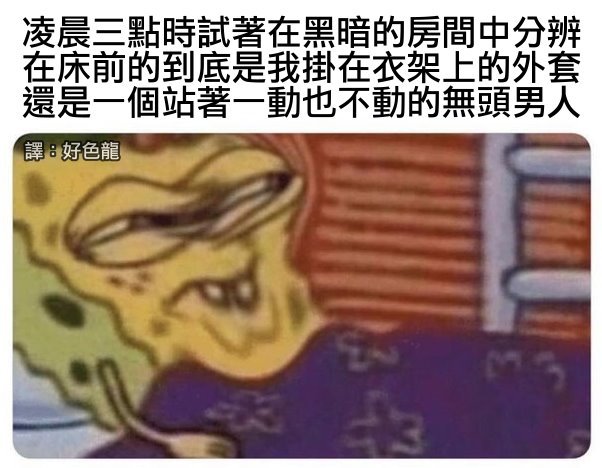 凌晨三點時試著在黑暗的房間中分辨
在床前的到底是我掛在衣架上的外套
還是一個站著一動也不動的無頭男人
譯：好色龍